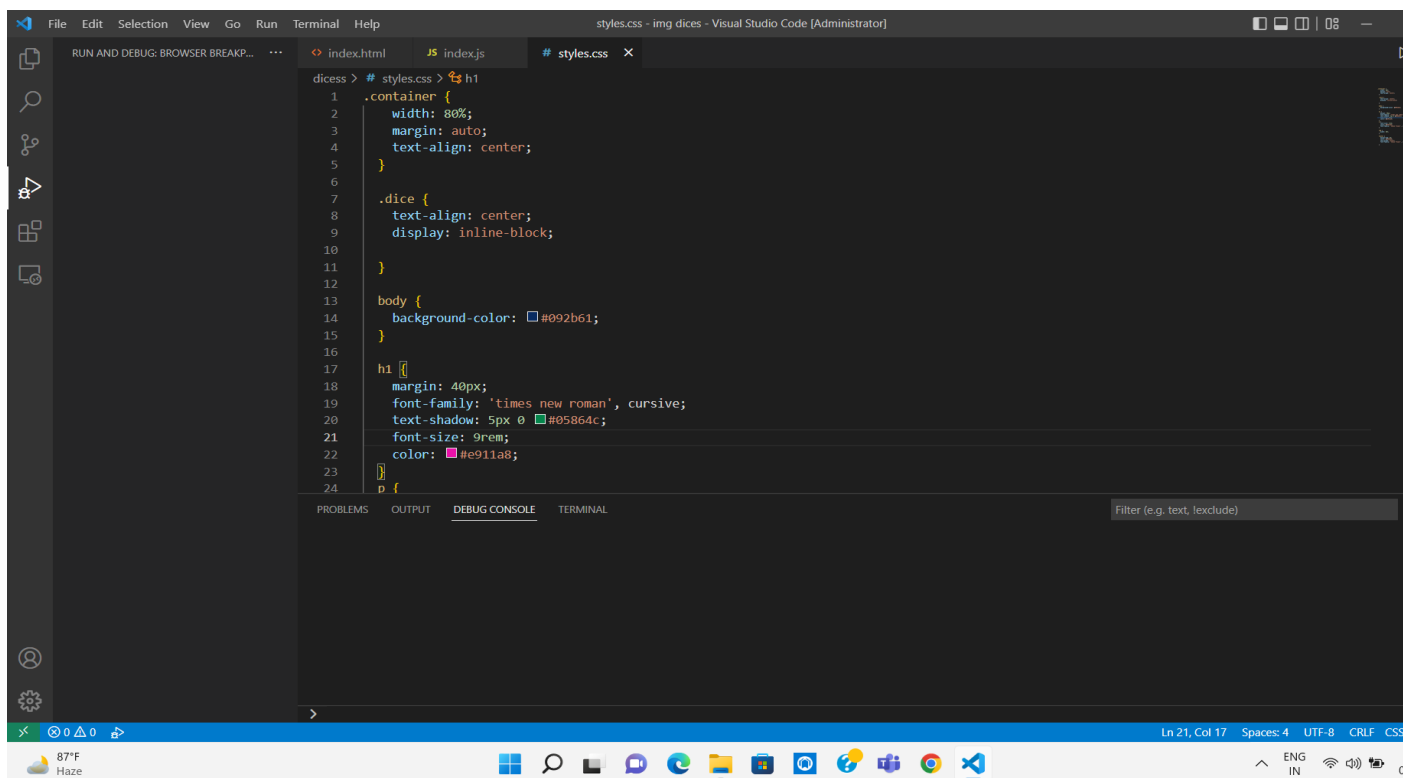 File Edit Selection View Go Run Terminal Help styles.css - img dices - Visual Studio Code [Administrator]
RUN AND DEBUG: BROWSER BREAKP... ··· <> index.html JS index.js # styles.css ×
dicess > # styles.css > h1
1 .container {
2 width: 80%;
3 margin: auto;
4 text-align: center;
5 }
6
7 .dice {
8 text-align: center;
9 display: inline-block;
10
11 }
12
13 body {
14 background-color: #092b61;
15 }
16
17 h1 {
18 margin: 40px;
19 font-family: 'times new roman', cursive;
20 text-shadow: 5px 0 #05864c;
21 font-size: 9rem;
22 color: #e911a8;
23 }
24 p {
PROBLEMS OUTPUT DEBUG CONSOLE TERMINAL Filter (e.g. text, !exclude)
>
0 0 Ln 21, Col 17 Spaces: 4 UTF-8 CRLF CSS
87°F ENG
Haze IN